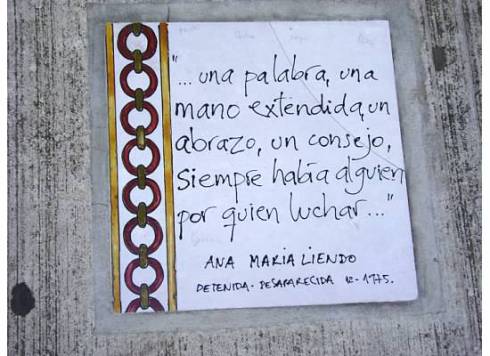 "... una palabra, una
mano extendida, un
abrazo, un consejo,
siempre había alguien
por quien luchar..."
ANA MARIA LIENDO
DETENIDA - DESAPARECIDA